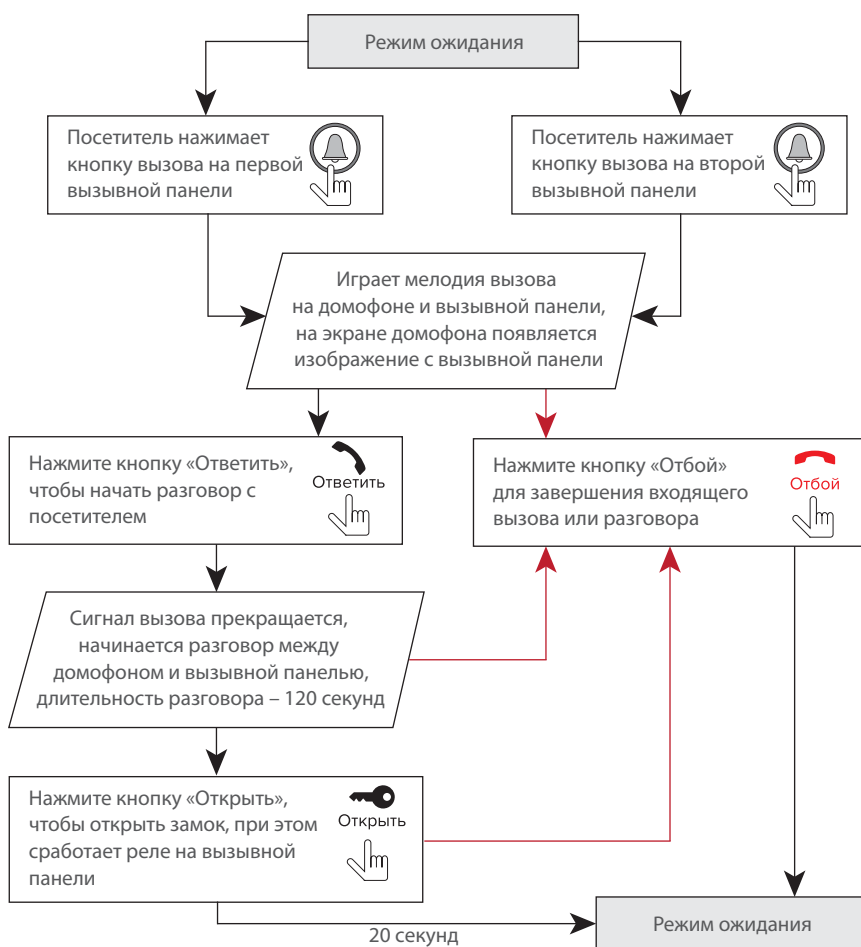 Режим ожидания
Посетитель нажимает
кнопку вызова на первой
вызывной панели
Посетитель нажимает
кнопку вызова на второй
вызывной панели
Играет мелодия вызова
на домофоне и вызывной панели,
на экране домофона появляется
изображение с вызывной панели
Нажмите кнопку «Ответить»,
чтобы начать разговор с
посетителем
Ответить
Нажмите кнопку «Отбой»
для завершения входящего
вызова или разговора
Отбой
Сигнал вызова прекращается,
начинается разговор между
домофоном и вызывной панелью,
длительность разговора – 120 секунд
Нажмите кнопку «Открыть»,
чтобы открыть замок, при этом
сработает реле на вызывной
панели
Открыть
20 секунд
Режим ожидания